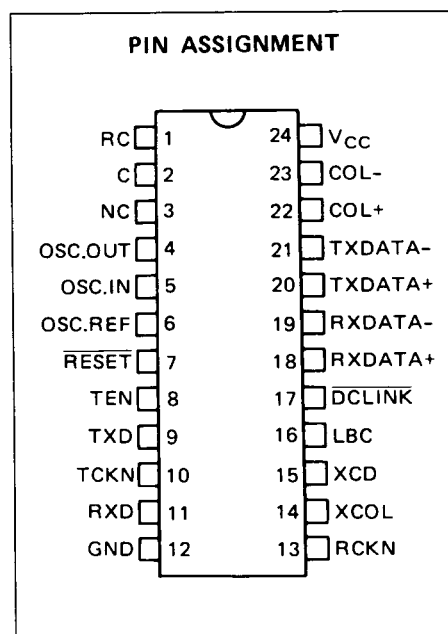 PIN ASSIGNMENT
RC 1 24 VCC
C 2 23 COL-
NC 3 22 COL+
OSC.OUT 4 21 TXDATA-
OSC.IN 5 20 TXDATA+
OSC.REF 6 19 RXDATA-
RESET 7 18 RXDATA+
TEN 8 17 DCLINK
TXD 9 16 LBC
TCKN 10 15 XCD
RXD 11 14 XCOL
GND 12 13 RCKN